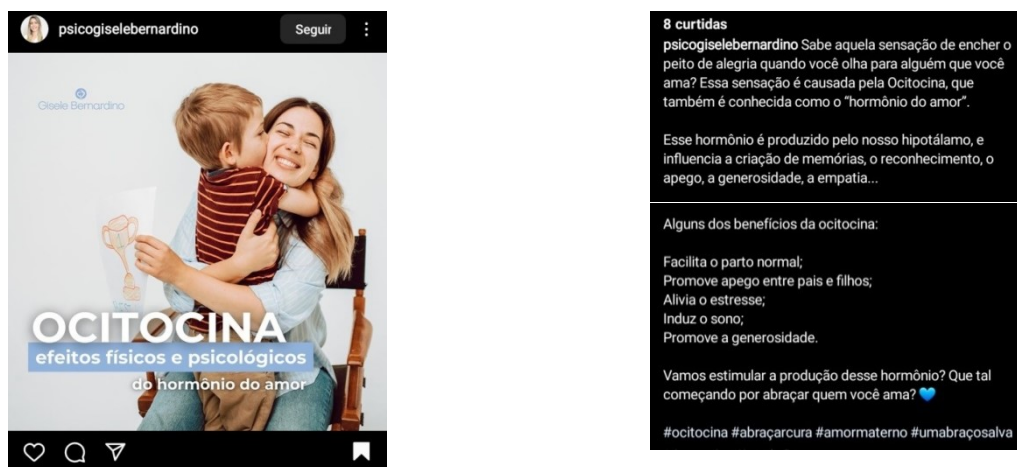 psicogiselebernardino
Seguir
Gisele Bernardino
OCITOCINA
efeitos físicos e psicológicos
do hormônio do amor
8 curtidas
psicogiselebernardino Sabe aquela sensação de encher o
peito de alegria quando você olha para alguém que você
ama? Essa sensação é causada pela Ocitocina, que
também é conhecida como o “hormônio do amor”.
Esse hormônio é produzido pelo nosso hipotálamo, e
influencia a criação de memórias, o reconhecimento, o
apego, a generosidade, a empatia...
Alguns dos benefícios da ocitocina:
Facilita o parto normal;
Promove apego entre pais e filhos;
Alivia o estresse;
Induz o sono;
Promove a generosidade.
Vamos estimular a produção desse hormônio? Que tal
começando por abraçar quem você ama? 💙
#ocitocina #abraçarcura #amormaterno #umabraçosalva